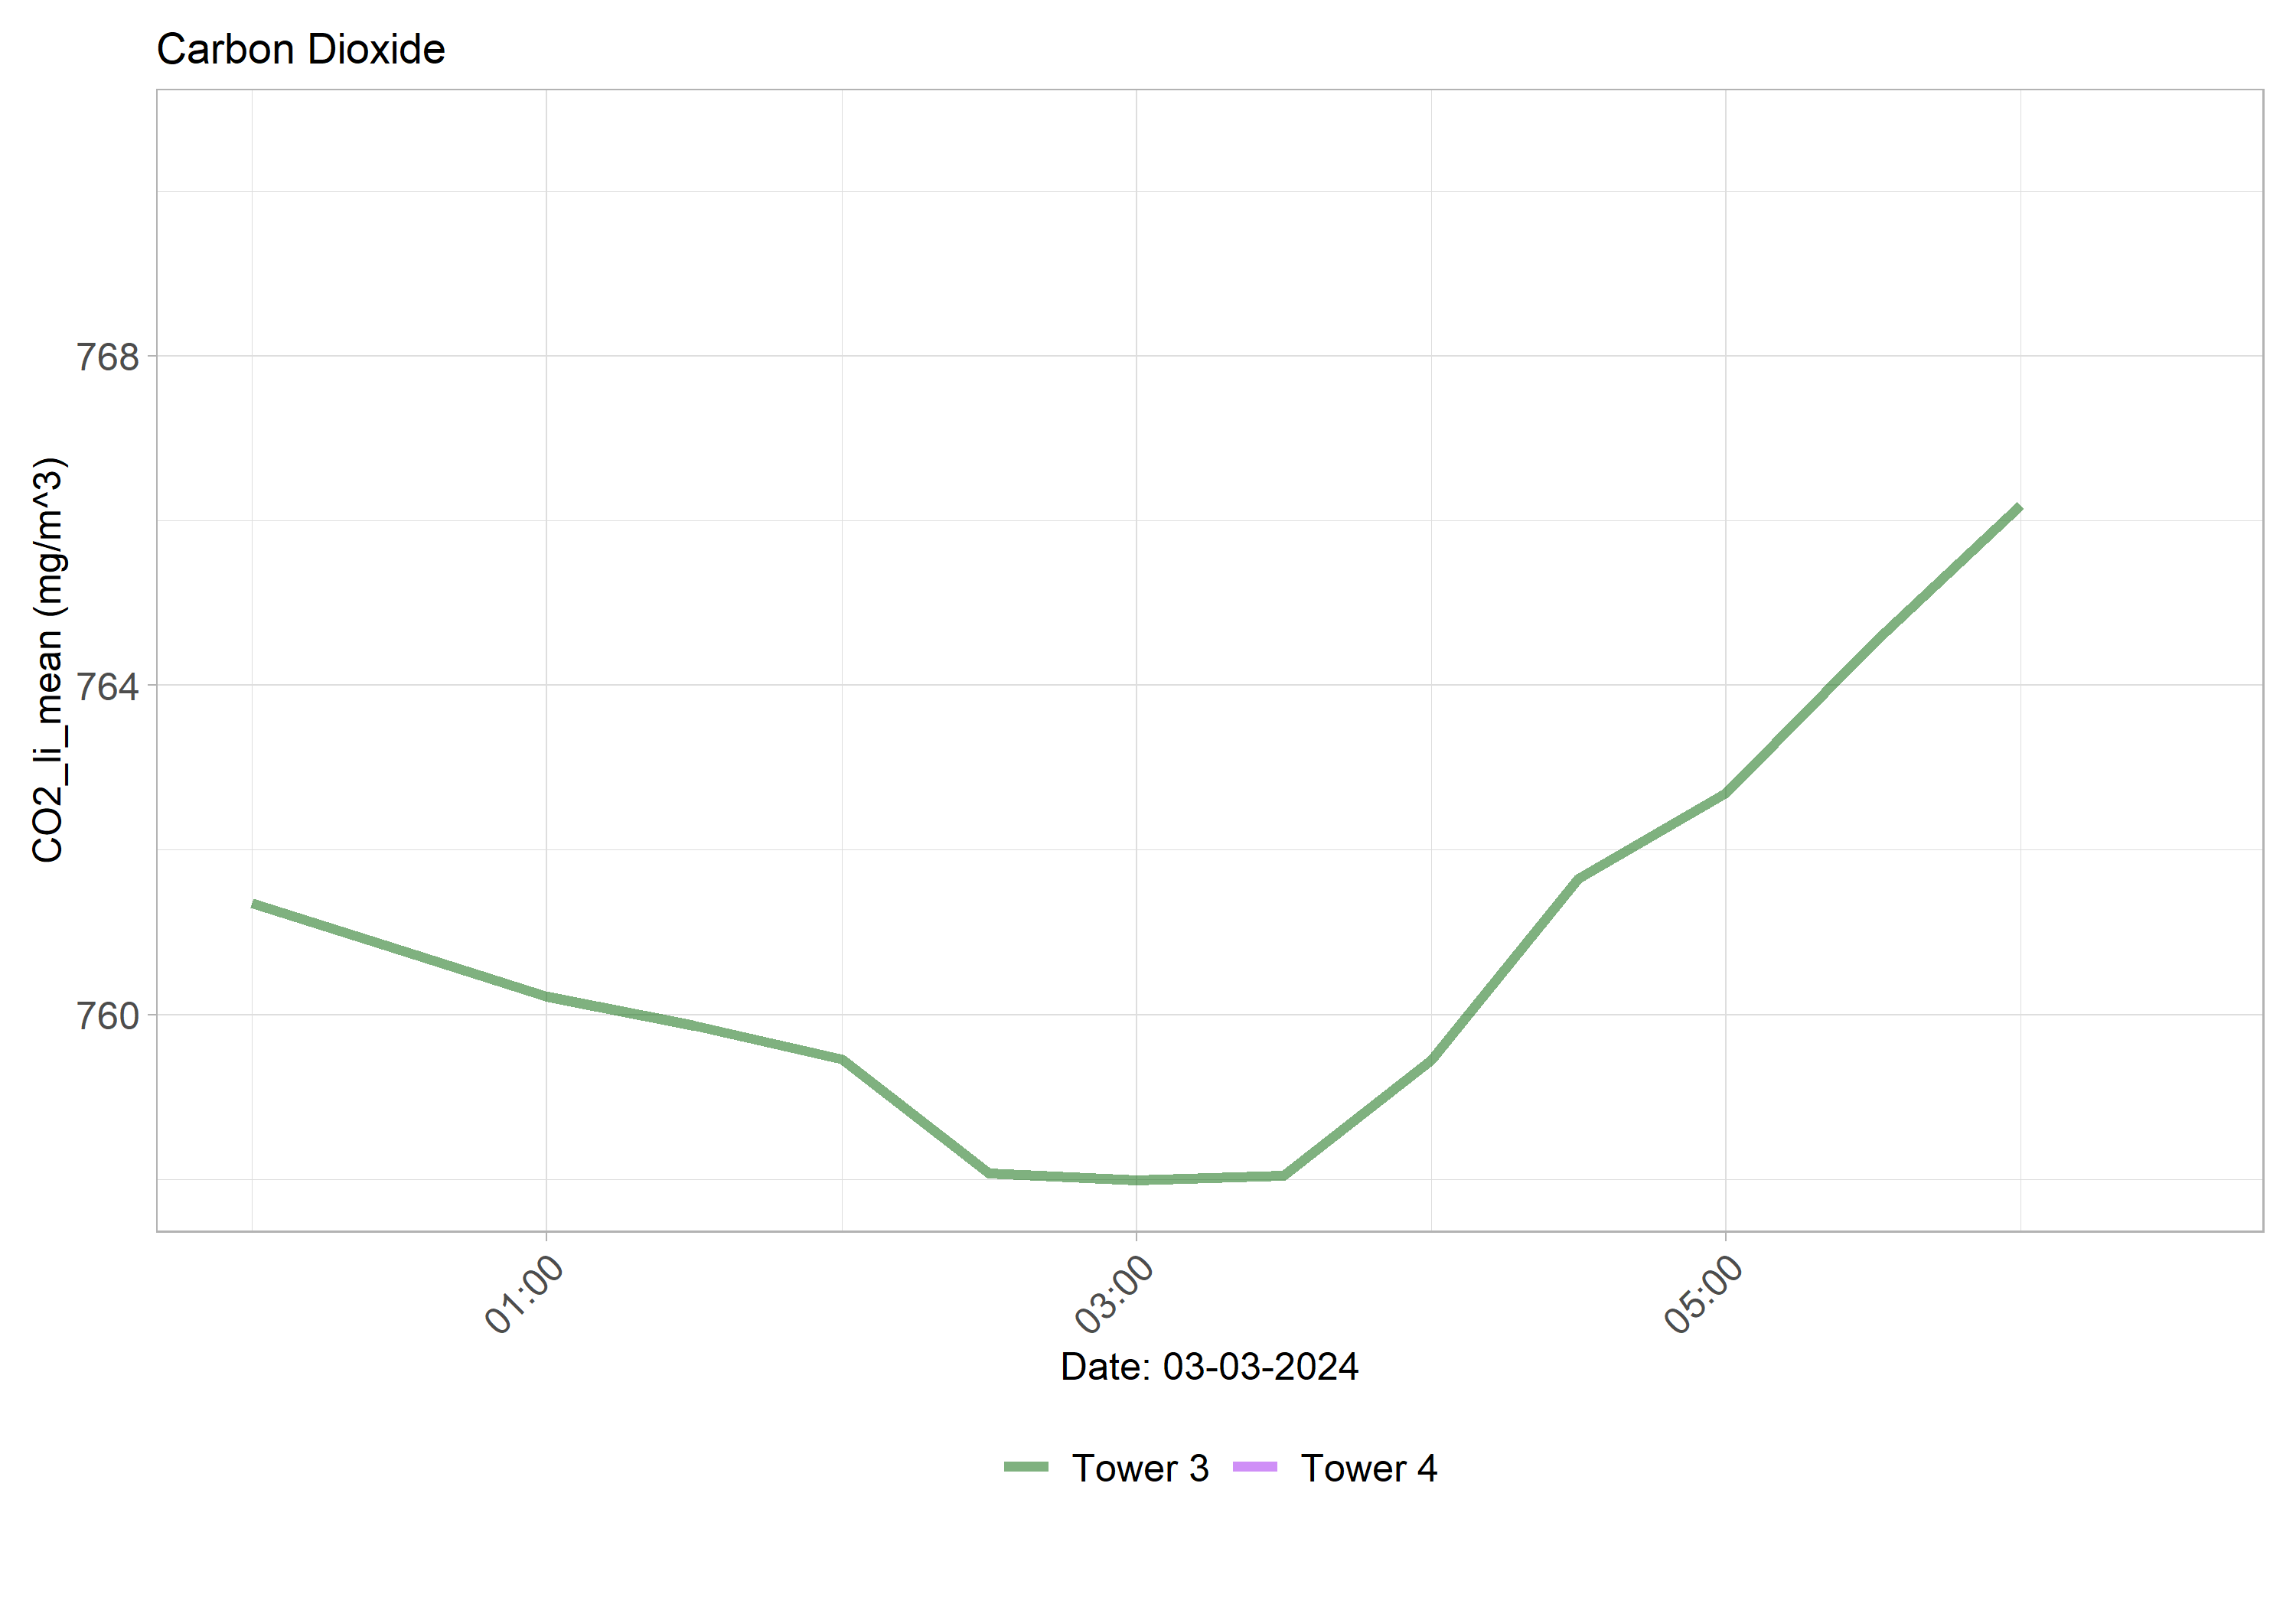 Carbon Dioxide
CO2_li_mean (mg/m^3)
768
764
760
01:00
03:00
05:00
Date: 03-03-2024
Tower 3
Tower 4